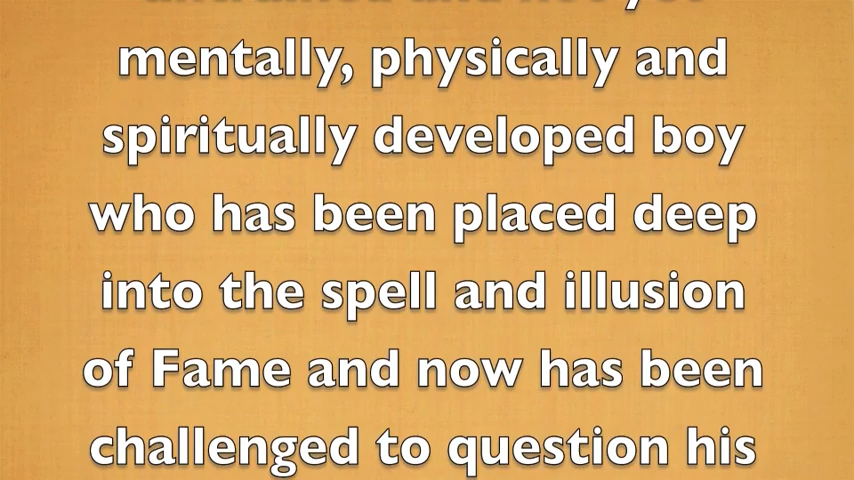 mentally, physically and
spiritually developed boy
who has been placed deep
into the spell and illusion
of Fame and now has been
challenged to question his